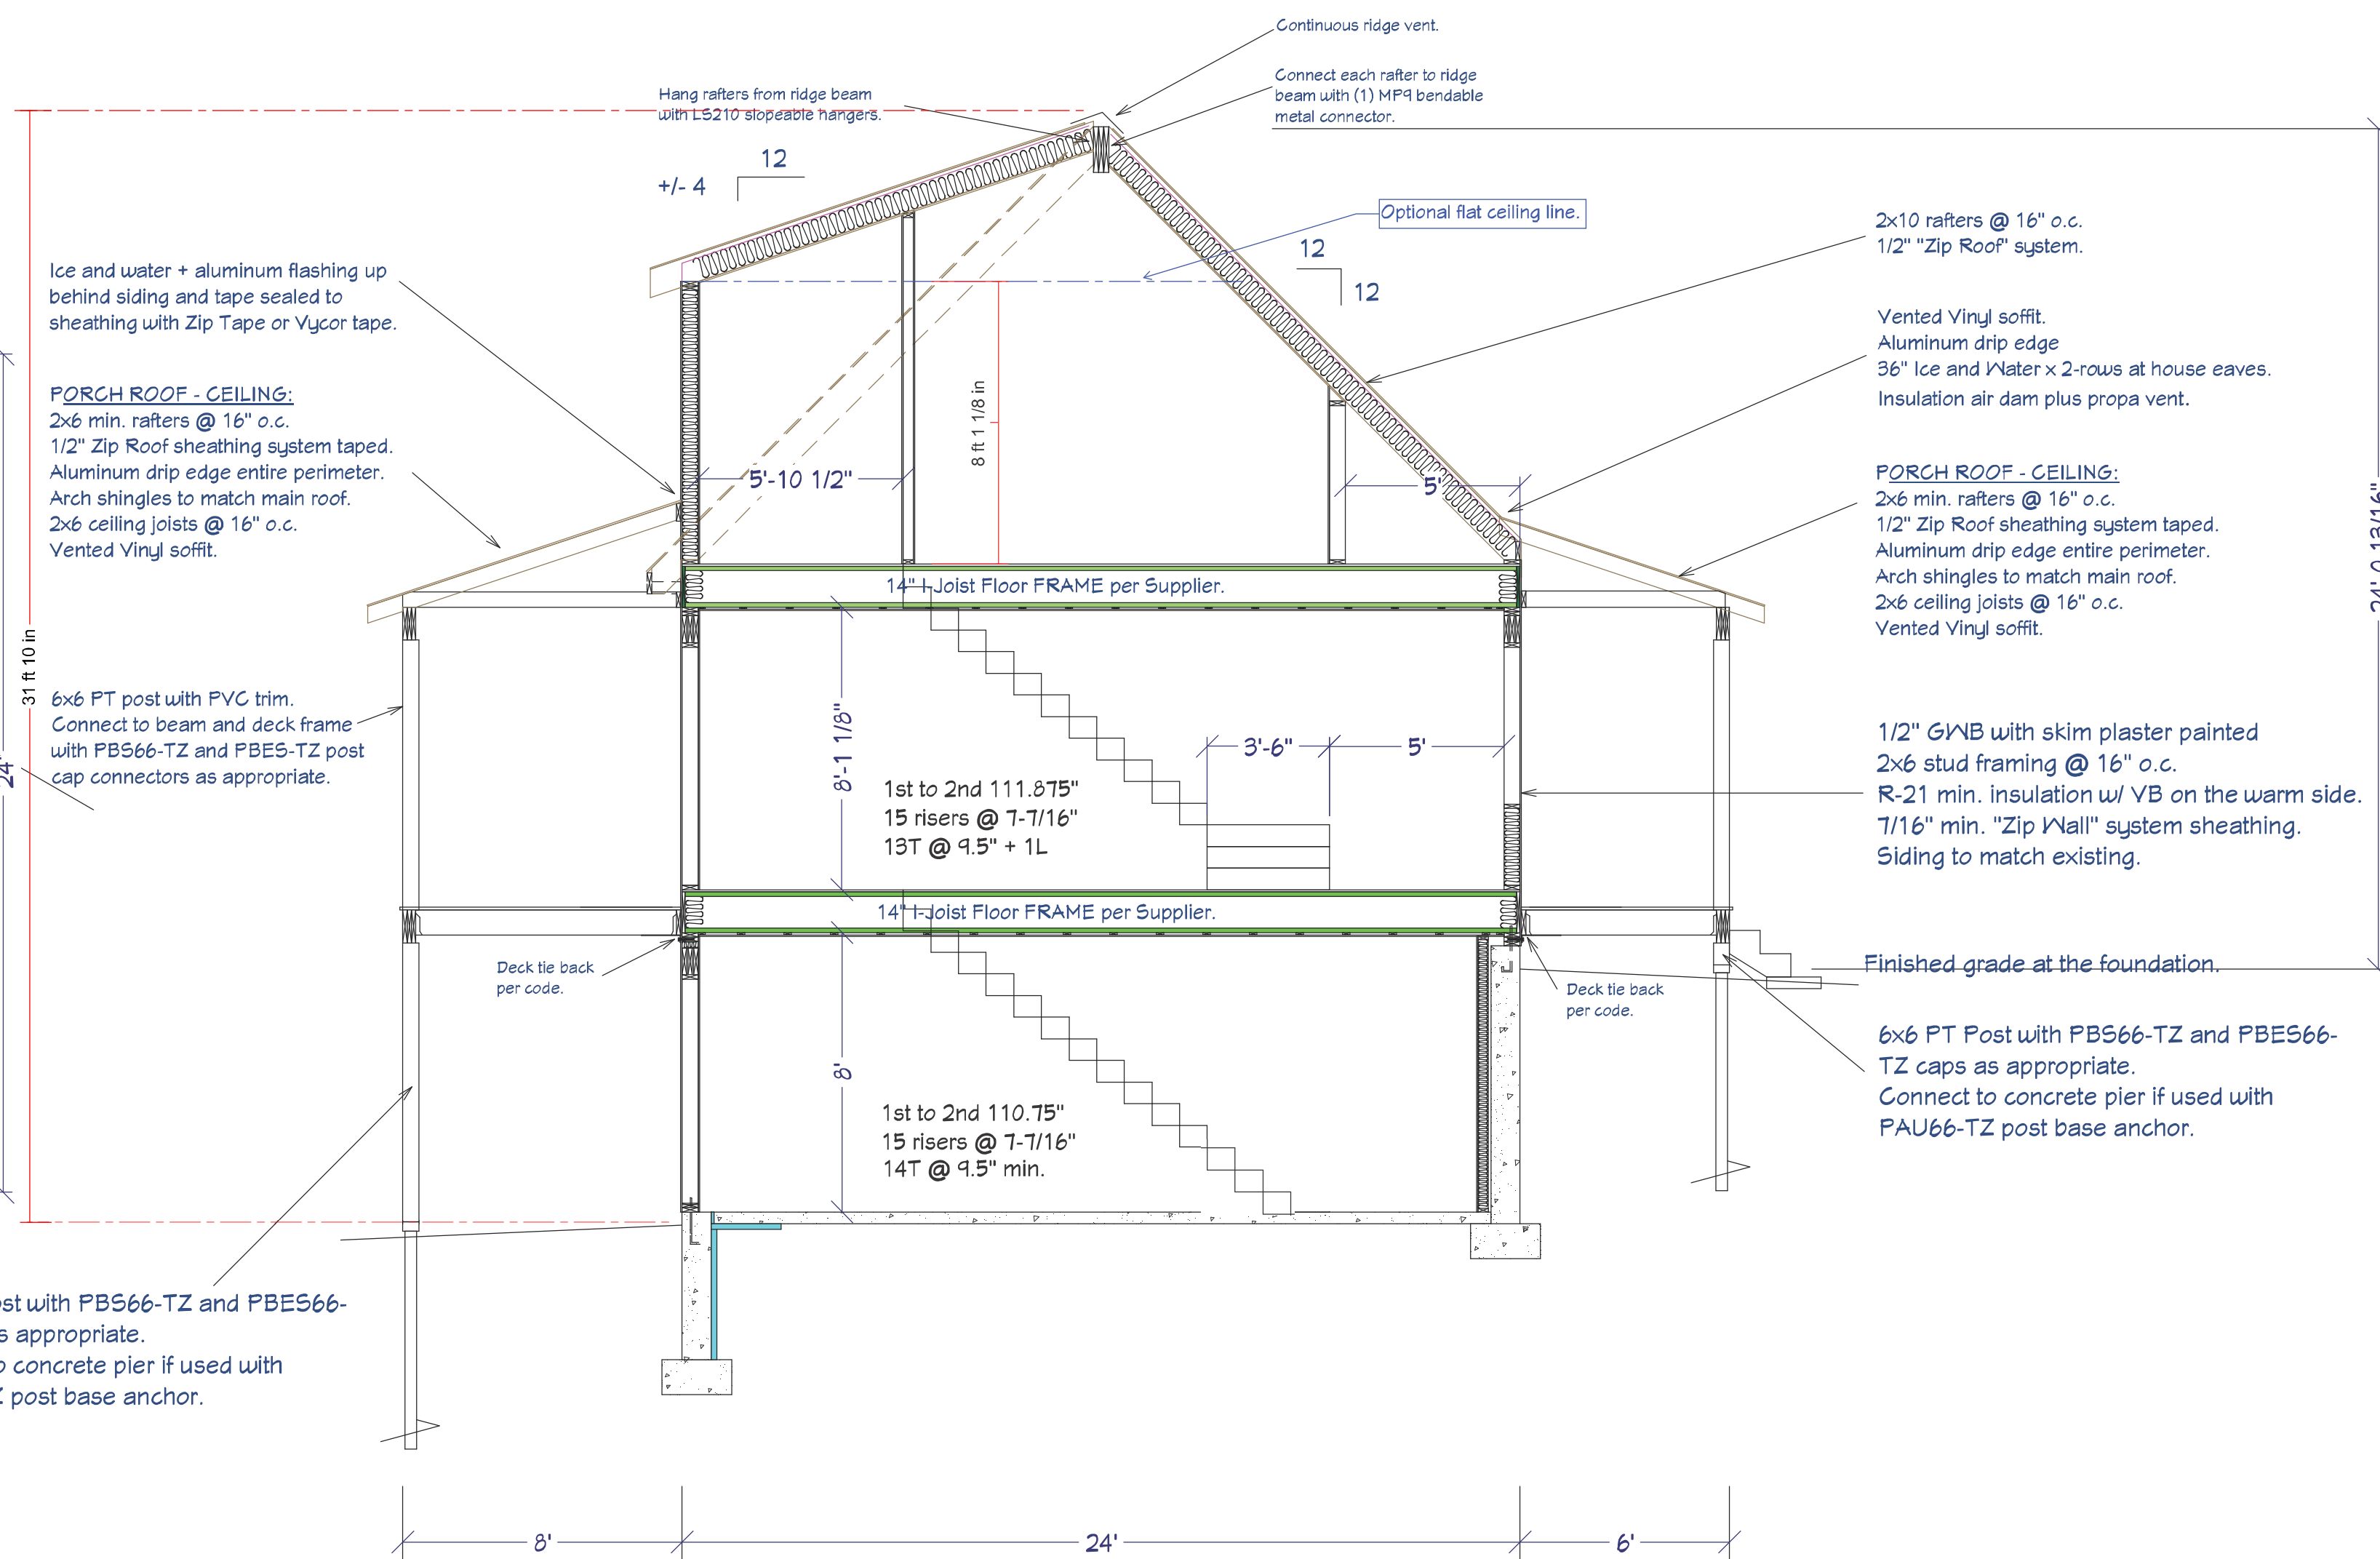 Continuous ridge vent.
Hang rafters from ridge beam
with LS210 slopeable hangers.
Connect each rafter to ridge
beam with (1) MP9 bendable
metal connector.
12
+/- 4
Optional flat ceiling line.
12
12
2x10 rafters @ 16" o.c.
1/2" "Zip Roof" system.
Ice and water + aluminum flashing up
behind siding and tape sealed to
sheathing with Zip Tape or Vycor tape.
Vented Vinyl soffit.
Aluminum drip edge
36" Ice and Water x 2-rows at house eaves.
Insulation air dam plus propa vent.
PORCH ROOF - CEILING:
2x6 min. rafters @ 16" o.c.
1/2" Zip Roof sheathing system taped.
Aluminum drip edge entire perimeter.
Arch shingles to match main roof.
2x6 ceiling joists @ 16" o.c.
Vented Vinyl soffit.
8 ft 1 1/8 in
5'-10 1/2"
5'
PORCH ROOF - CEILING:
2x6 min. rafters @ 16" o.c.
1/2" Zip Roof sheathing system taped.
Aluminum drip edge entire perimeter.
Arch shingles to match main roof.
2x6 ceiling joists @ 16" o.c.
Vented Vinyl soffit.
24'-0 13/16"
14" I-Joist Floor FRAME per Supplier.
31 ft 10 in
24'
6x6 PT post with PVC trim.
Connect to beam and deck frame
with PBS66-TZ and PBES-TZ post
cap connectors as appropriate.
8'-1 1/8"
3'-6"
5'
1st to 2nd 111.875"
15 risers @ 7-7/16"
13T @ 9.5" + 1L
1/2" GWB with skim plaster painted
2x6 stud framing @ 16" o.c.
R-21 min. insulation w/ VB on the warm side.
7/16" min. "Zip Wall" system sheathing.
Siding to match existing.
14" I-Joist Floor FRAME per Supplier.
Deck tie back
per code.
Finished grade at the foundation.
Deck tie back
per code.
8'
1st to 2nd 110.75"
15 risers @ 7-7/16"
14T @ 9.5" min.
6x6 PT Post with PBS66-TZ and PBES66-
TZ caps as appropriate.
Connect to concrete pier if used with
PAU66-TZ post base anchor.
with PBS66-TZ and PBES66-
appropriate.
concrete pier if used with
post base anchor.
8'
24'
6'